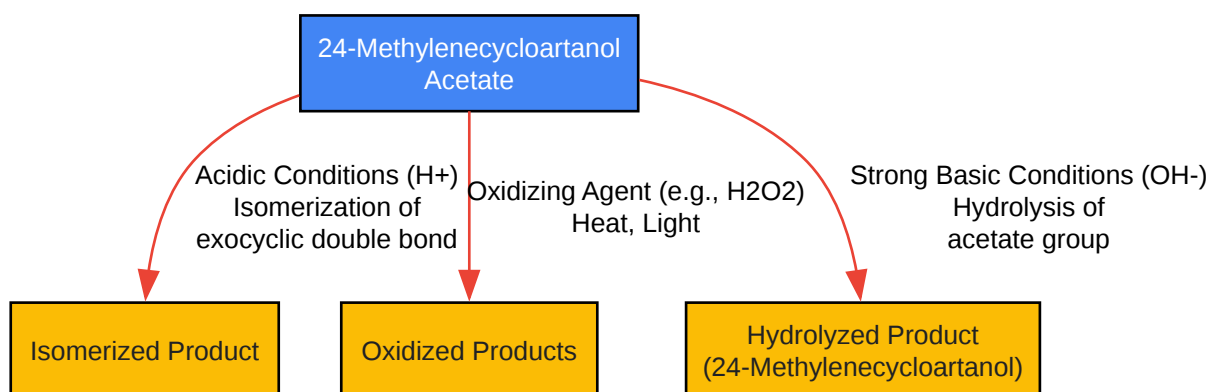 24-Methylenecycloartanol
Acetate
Acidic Conditions (H+)
Isomerization of
exocyclic double bond
Oxidizing Agent (e.g., H2O2)
Heat, Light
Strong Basic Conditions (OH-)
Hydrolysis of
acetate group
Isomerized Product
Oxidized Products
Hydrolyzed Product
(24-Methylenecycloartanol)